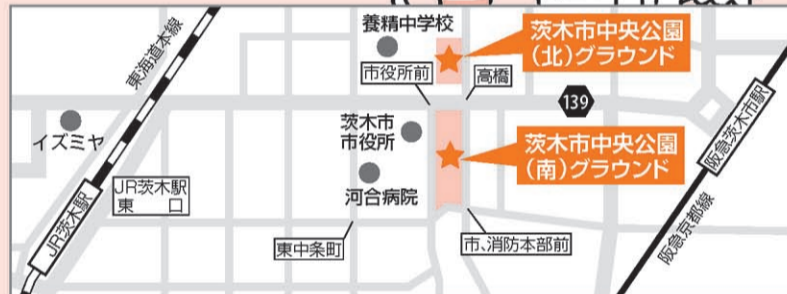 養精中学校
茨木市中央公園
(北)グラウンド
東海道本線
市役所前
高橋
139
イズミヤ
茨木市
市役所
茨木市中央公園
(南)グラウンド
阪急茨木市駅
JR茨木駅
東 口
河合病院
JR茨木駅
東中条町
市、消防本部前
阪急京都線